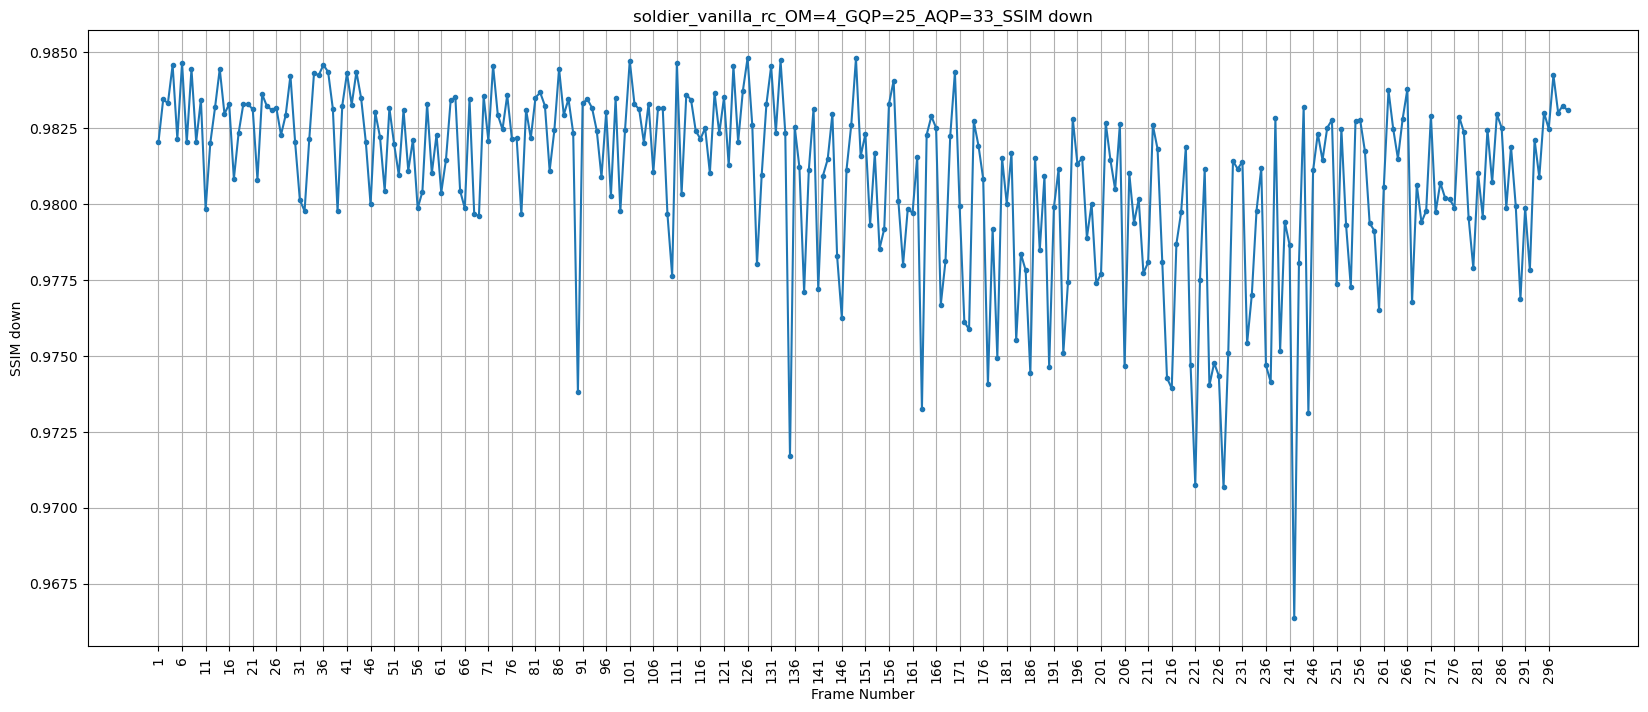 soldier_vanilla_rc_OM=4_GQP=25_AQP=33_SSIM down
SSIM down
0.9850
0.9825
0.9800
0.9775
0.9750
0.9725
0.9700
0.9675
1 6 11 16 21 26 31 36 41 46 51 56 61 66 71 76 81 86 91 96 101 106 111 116 121 126 131 136 141 146 151 156 161 166 171 176 181 186 191 196 201 206 211 216 221 226 231 236 241 246 251 256 261 266 271 276 281 286 291 296
Frame Number